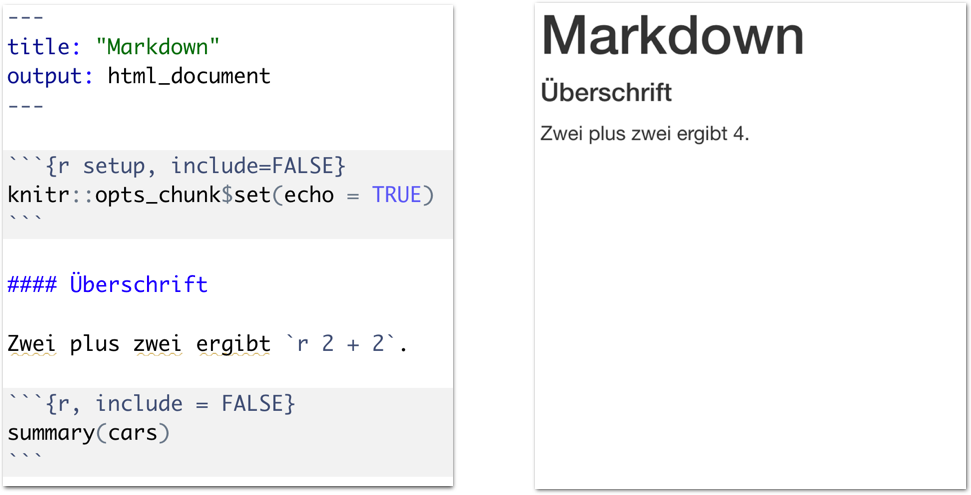 ---
title: "Markdown"
output: html_document
---
```{r setup, include=FALSE}
knitr::opts_chunk$set(echo = TRUE)
```
#### Überschrift
Zwei plus zwei ergibt `r 2 + 2`.
```{r, include = FALSE}
summary(cars)
```
Markdown
Überschrift
Zwei plus zwei ergibt 4.